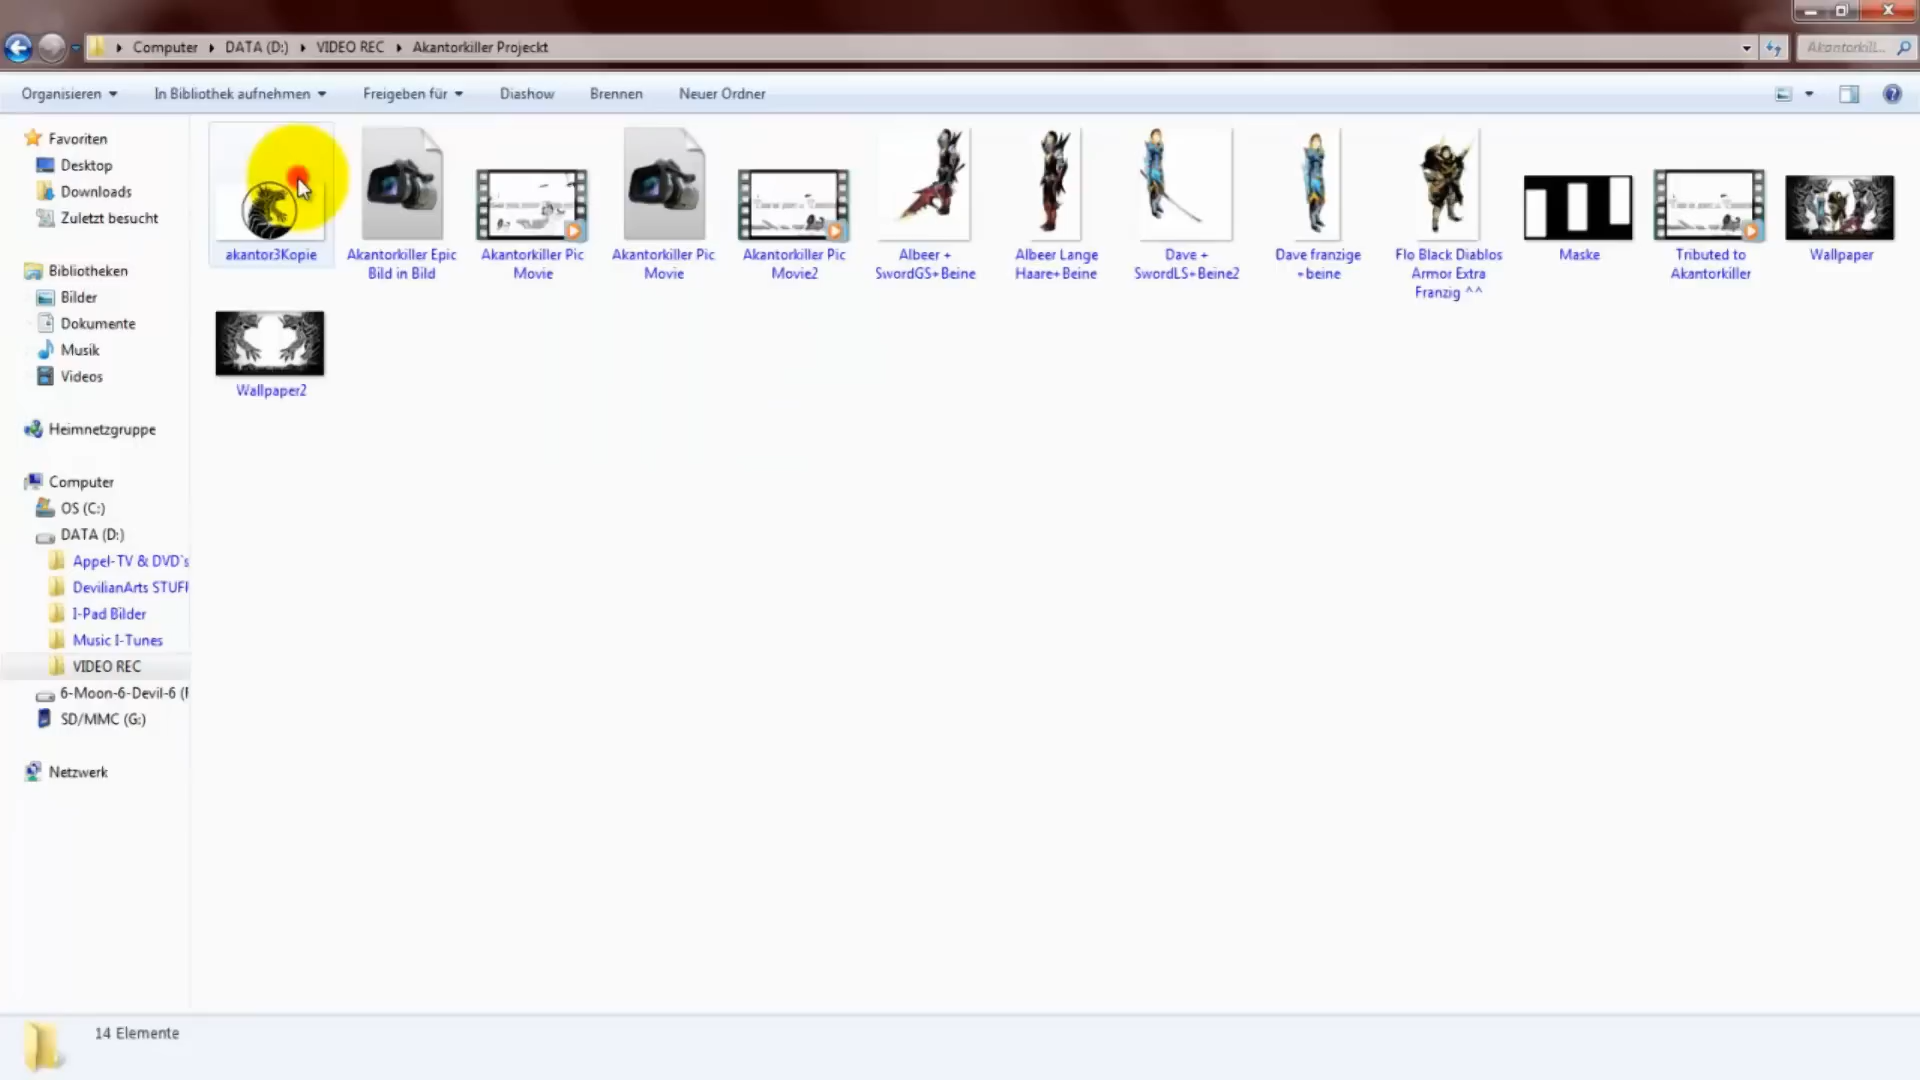 Computer DATA (D:) VIDEO REC Akantorkiller Projeckt
Akantorkill...
Organisieren In Bibliothek aufnehmen Freigeben für Diashow Brennen Neuer Ordner
Favoriten
Desktop
Downloads
Zuletzt besucht
Bibliotheken
Bilder
Dokumente
Musik
Videos
Heimnetzgruppe
Computer
OS (C:)
DATA (D:)
Appel-TV & DVD`s
DevilianArts STUFF
I-Pad Bilder
Music I-Tunes
VIDEO REC
6-Moon-6-Devil-6 (F
SD/MMC (G:)
Netzwerk
akantor3Kopie
Akantorkiller Epic
Bild in Bild
Akantorkiller Pic
Movie
Akantorkiller Pic
Movie
Akantorkiller Pic
Movie2
Albeer +
SwordGS+Beine
Albeer Lange
Haare+Beine
Dave +
SwordLS+Beine2
Dave franzige
+beine
Flo Black Diablos
Armor Extra
Franzig ^^
Maske
Tributed to
Akantorkiller
Wallpaper
Wallpaper2
14 Elemente